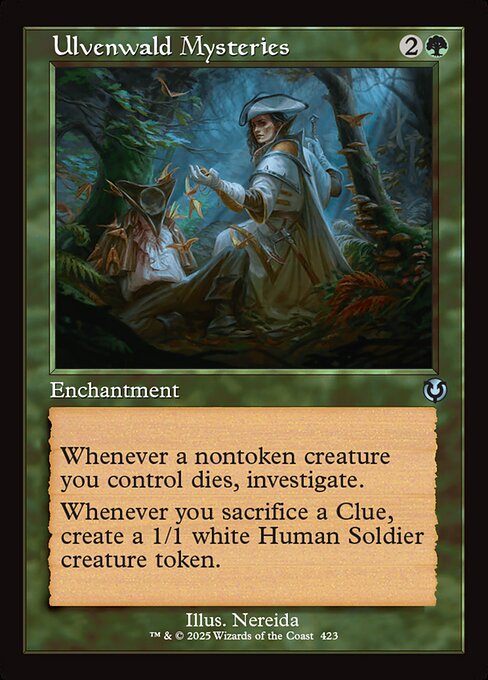 Ulvenwald Mysteries 2
Enchantment
Whenever a nontoken creature
you control dies, investigate.
Whenever you sacrifice a Clue,
create a 1/1 white Human Soldier
creature token.
Illus. Nereida
™ & © 2025 Wizards of the Coast 423